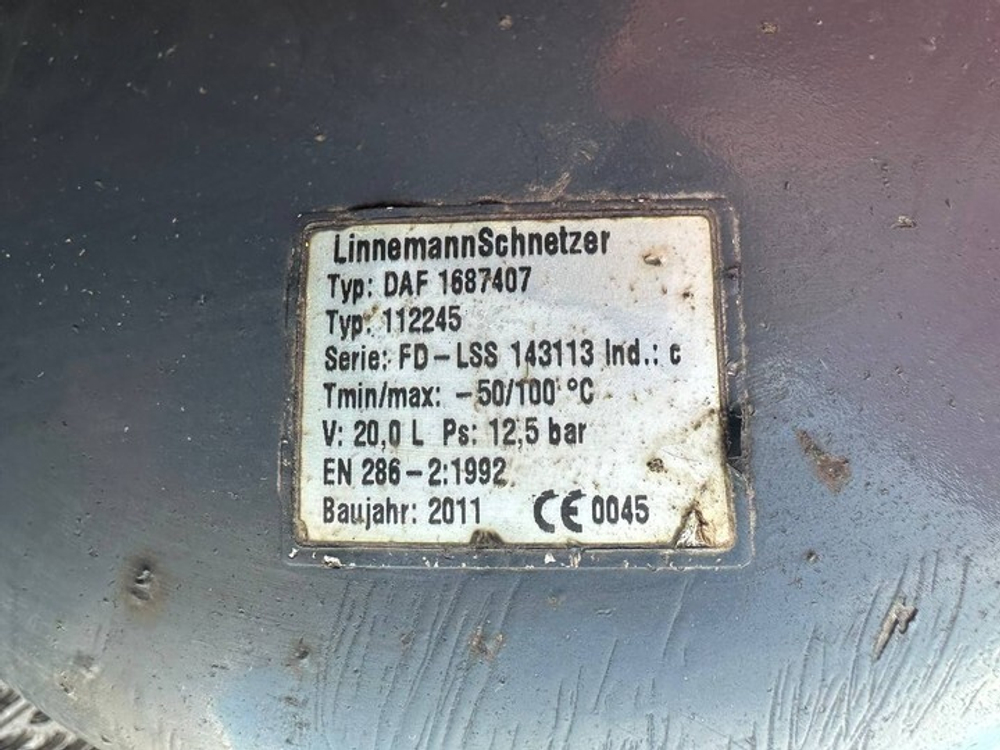 LinnemannSchnetzer
Typ: DAF 1687407
Typ. 112245
Serie: FD-LSS 143113 Ind.: c
Tmin/max: -50/100 °C
V: 20,0 L Ps: 12,5 bar
EN 286-2:1992
Baujahr: 2011 CE 0045